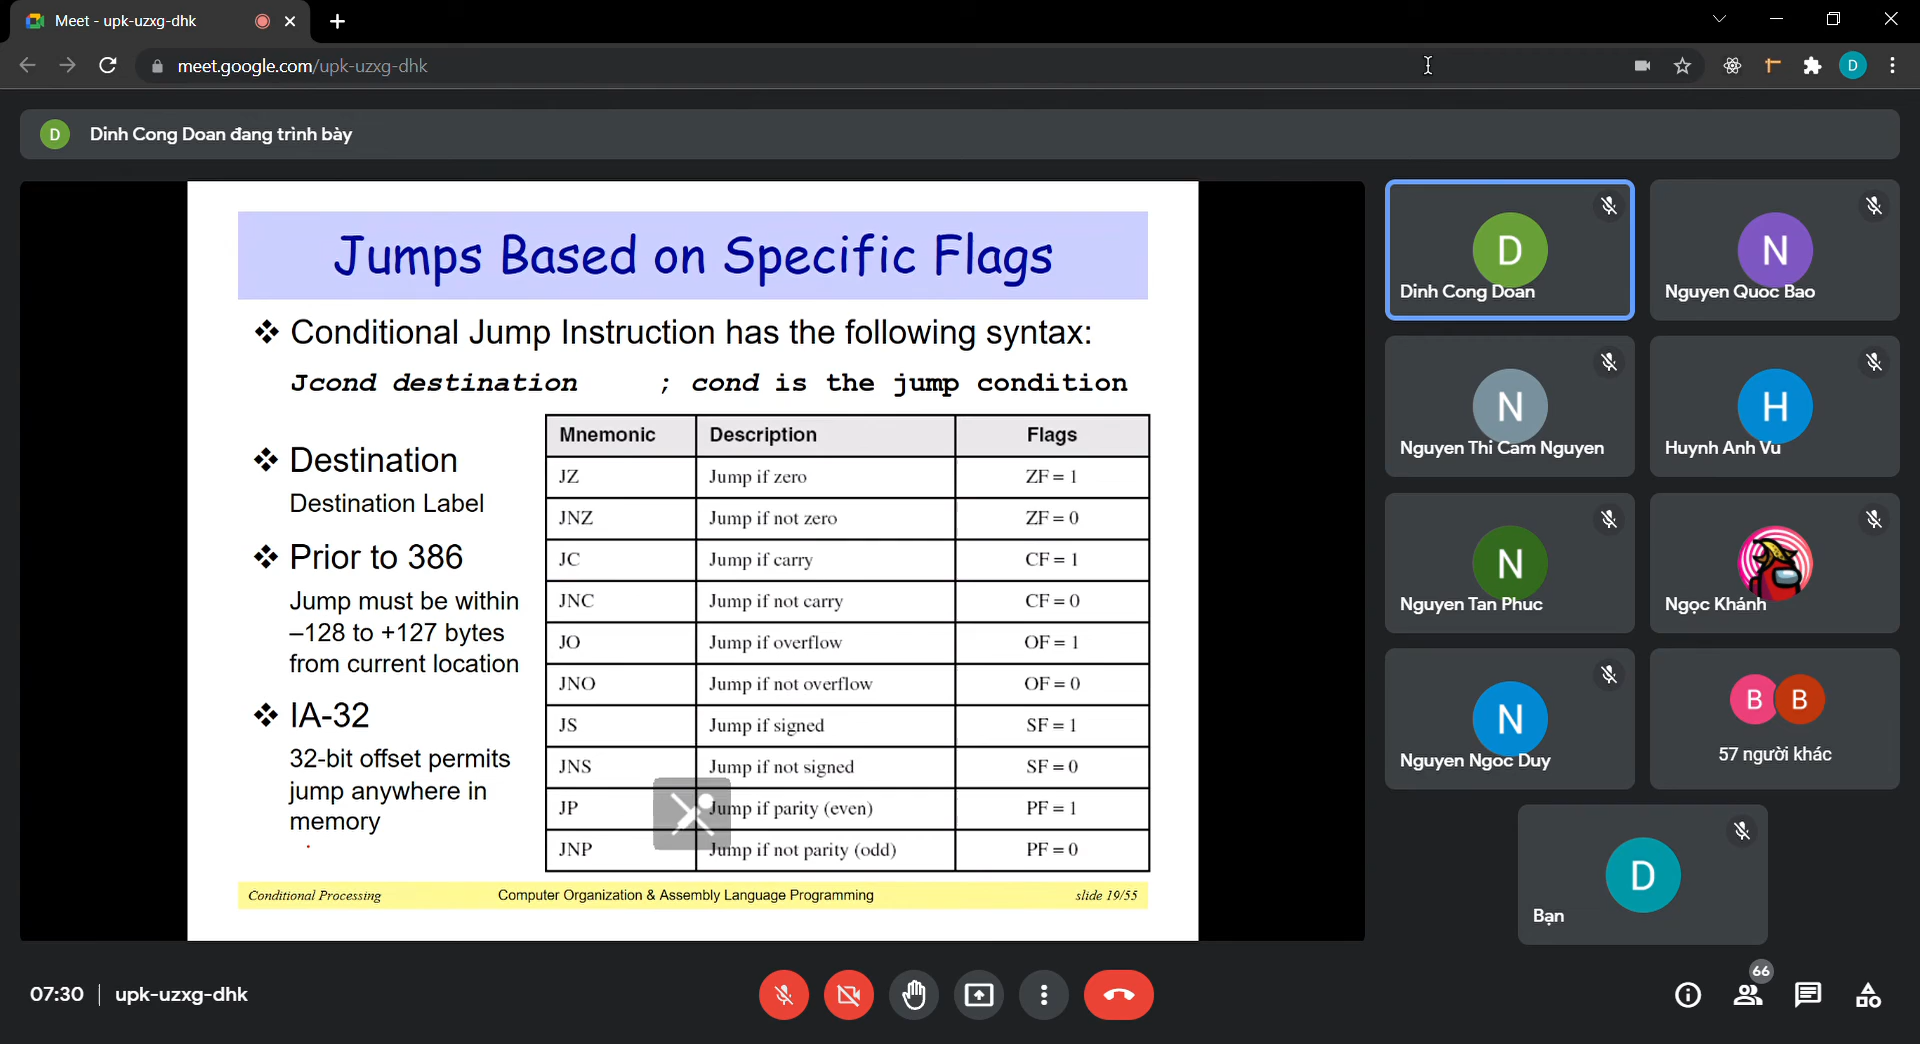 Meet - upk-uzxg-dhk
meet.google.com/upk-uzxg-dhk
D
D
Dinh Cong Doan đang trình bày
Jumps Based on Specific Flags
Conditional Jump Instruction has the following syntax:
Jcond destination ; cond is the jump condition
Destination
Destination Label
Prior to 386
Jump must be within
–128 to +127 bytes
from current location
IA-32
32-bit offset permits
jump anywhere in
memory
Mnemonic Description Flags
JZ Jump if zero ZF = 1
JNZ Jump if not zero ZF = 0
JC Jump if carry CF = 1
JNC Jump if not carry CF = 0
JO Jump if overflow OF = 1
JNO Jump if not overflow OF = 0
JS Jump if signed SF = 1
JNS Jump if not signed SF = 0
JP Jump if parity (even) PF = 1
JNP Jump if not parity (odd) PF = 0
Conditional Processing Computer Organization & Assembly Language Programming slide 19/55
D
Dinh Cong Doan
N
Nguyen Quoc Bao
N
Nguyen Thi Cam Nguyen
H
Huynh Anh Vu
N
Nguyen Tan Phuc
Ngọc Khánh
N
Nguyen Ngoc Duy
B B
57 người khác
D
Bạn
07:30 | upk-uzxg-dhk
66